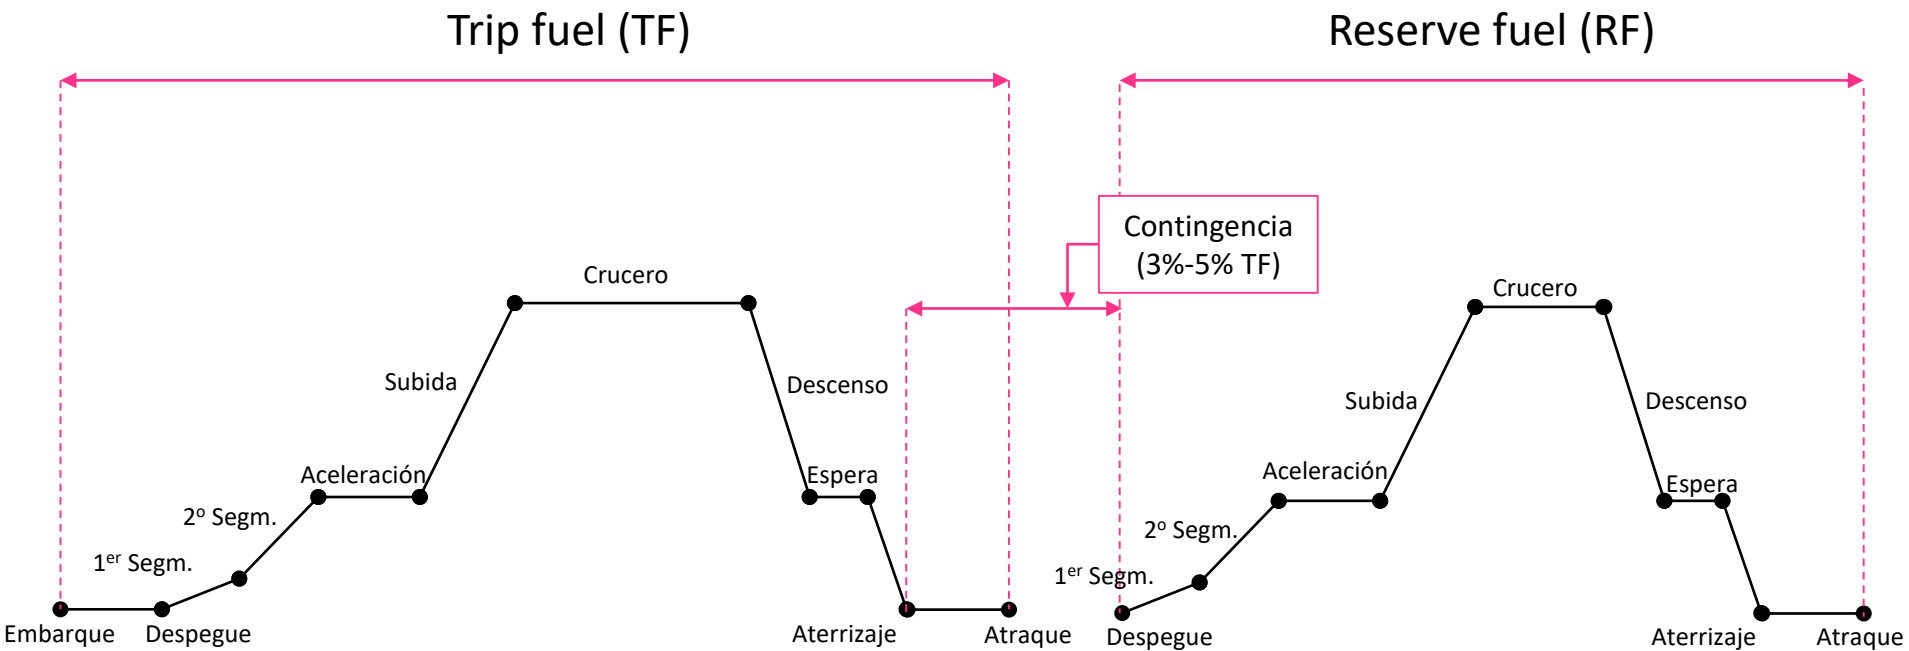 Trip fuel (TF)
Reserve fuel (RF)
Contingencia
(3%-5% TF)
Crucero
Subida
Descenso
Aceleración
Espera
2º Segm.
1er Segm.
Embarque
Despegue
Aterrizaje
Atraque
Crucero
Subida
Descenso
Aceleración
Espera
2º Segm.
1er Segm.
Despegue
Aterrizaje
Atraque